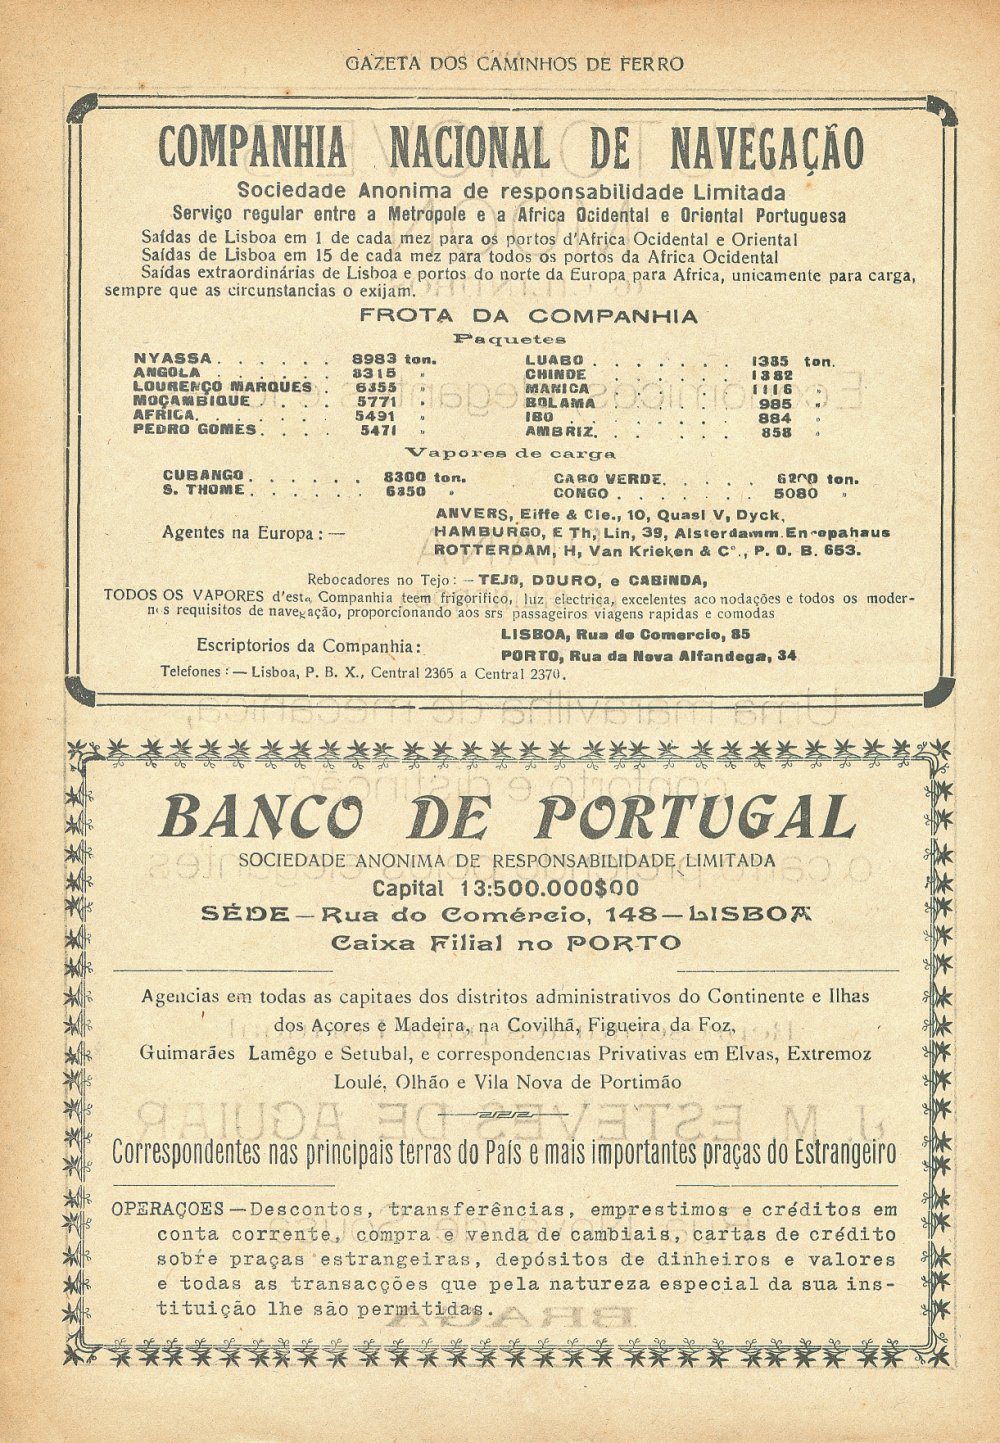 GAZETA DOS CAMINHOS DE FERRO
COMPANHIA NACIONAL DE NAVEGAÇÃO
Sociedade Anonima de responsabilidade Limitada
Serviço regular entre a Metropole e a Africa Ocidental e Oriental Portuguesa
Saídas de Lisboa em 1 de cada mez para os portos d'Africa Ocidental e Oriental
Saídas de Lisboa em 15 de cada mez para todos os portos da Africa Ocidental
Saídas extraordinárias de Lisboa e portos do norte da Europa para Africa, unicamente para carga,
sempre que as circunstancias o exijam.
FROTA DA COMPANHIA
Paquetes
NYASSA . . . . . . 8983 ton.
ANGOLA . . . . . . 8315 „
LOURENÇO MARQUES . 6355 „
MOÇAMBIQUE . . . . 5771 „
AFRICA. . . . . . . 5491 „
PEDRO GOMES. . . . 5471 „
LUABO . . . . . . . 1385 ton.
CHINDE . . . . . . 1382 „
MANICA . . . . . . 1116 „
BOLAMA . . . . . . 985 „
IBO . . . . . . . . 884 „
AMBRIZ. . . . . . . 858 „
Vapores de carga
CUBANGO . . . . . . 8300 ton.
S. THOME . . . . . . 6350 „
CABO VERDE. . . . . 6200 ton.
CONGO . . . . . . . 5080 „
Agentes na Europa : —
ANVERS, Eiffe & Cie., 10, Quasi V, Dyck,
HAMBURGO, E Th, Lin, 39, Alsterdamm Europahaus
ROTTERDAM, H, Van Krieken & C°., P. O. B. 653.
Rebocadores no Tejo : — TEJO, DOURO, e CABINDA,
TODOS OS VAPORES d'esta Companhia teem frigorifico, luz electrica, excelentes acomodações e todos os moder-
nos requisitos de navegação, proporcionando aos srs passageiros viagens rapidas e comodas
Escriptorios da Companhia :
LISBOA, Rua do Comercio, 85
PORTO, Rua da Nova Alfandega, 34
Telefones : — Lisboa, P. B. X., Central 2365 a Central 2370.
BANCO DE PORTUGAL
SOCIEDADE ANONIMA DE RESPONSABILIDADE LIMITADA
Capital 13:500.000$00
SÉDE — Rua do Comércio, 148 — LISBOA
Caixa Filial no PORTO
Agencias em todas as capitaes dos distritos administrativos do Continente e Ilhas
dos Açores e Madeira, na Covilhã, Figueira da Foz,
Guimarães Lamêgo e Setubal, e correspondencias Privativas em Elvas, Extremoz
Loulé, Olhão e Vila Nova de Portimão
Correspondentes nas principais terras do País e mais importantes praças do Estrangeiro
OPERAÇOES — Descontos, transferências, emprestimos e créditos em
conta corrente, compra e venda de cambiais, cartas de crédito
sobre praças estrangeiras, depósitos de dinheiros e valores
e todas as transacções que pela natureza especial da sua ins-
tituição lhe são permitidas.